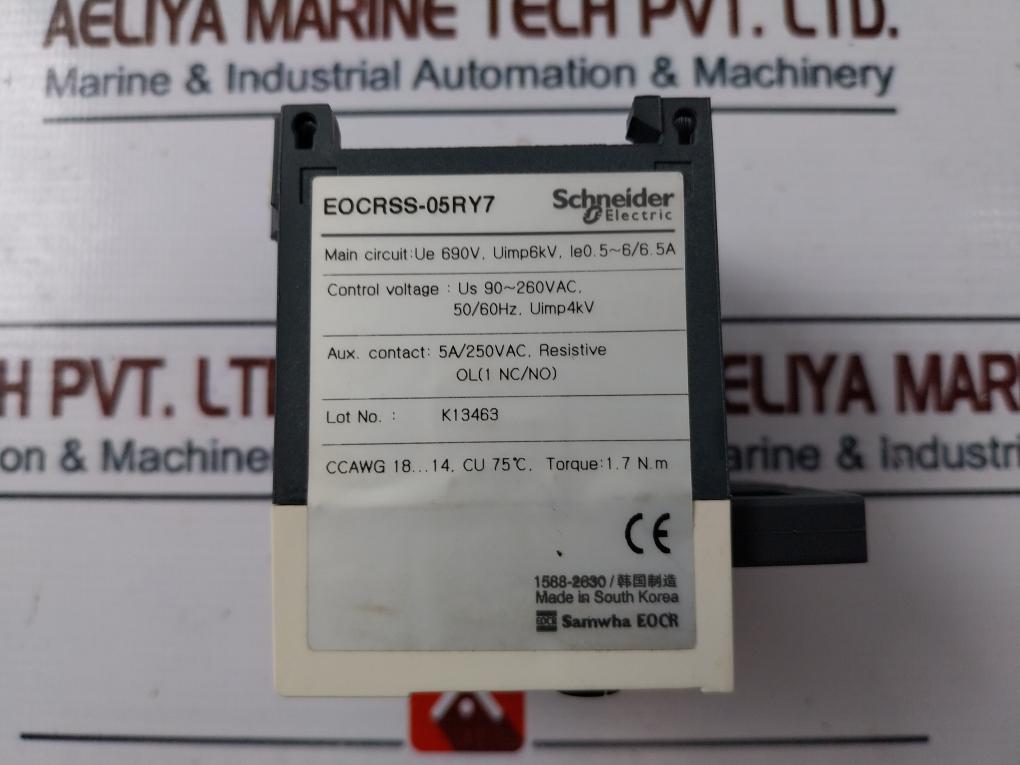 AELIYA MARINE TECH PVT. LTD.
Marine & Industrial Automation & Machinery
EOCRSS-05RY7
Schneider
Electric
Main circuit:Ue 690V, Uimp6kV, Ie0.5~6/6.5A
Control voltage : Us 90~260VAC,
50/60Hz, Uimp4kV
Aux. contact: 5A/250VAC, Resistive
OL(1 NC/NO)
Lot No. : K13463
CCAWG 18...14, CU 75℃, Torque:1.7 N.m
CE
1588-2630 / 韩国制造
Made in South Korea
EOCR Samwha EOCR
H PVT. LT
on & Machine
ELIYA MAR
arine & Industri